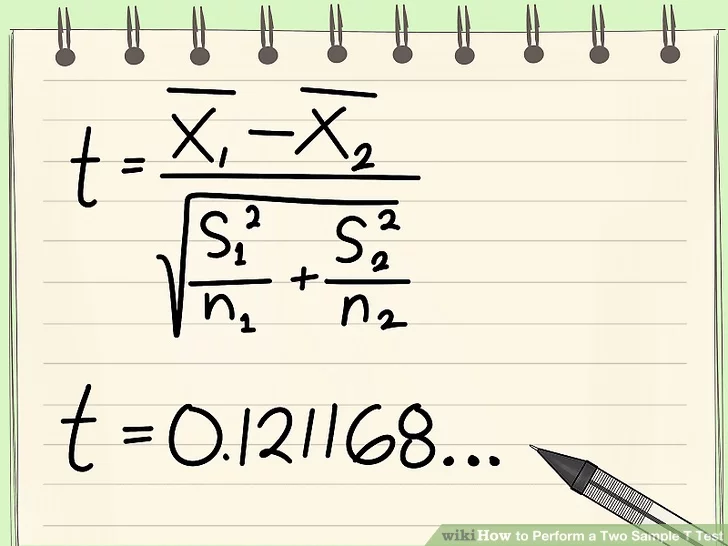 t = X̄₁ − X̄₂ / √(S₁²/n₁ + S₂²/n₂)
t = 0.121168...
wikiHow to Perform a Two Sample T Test